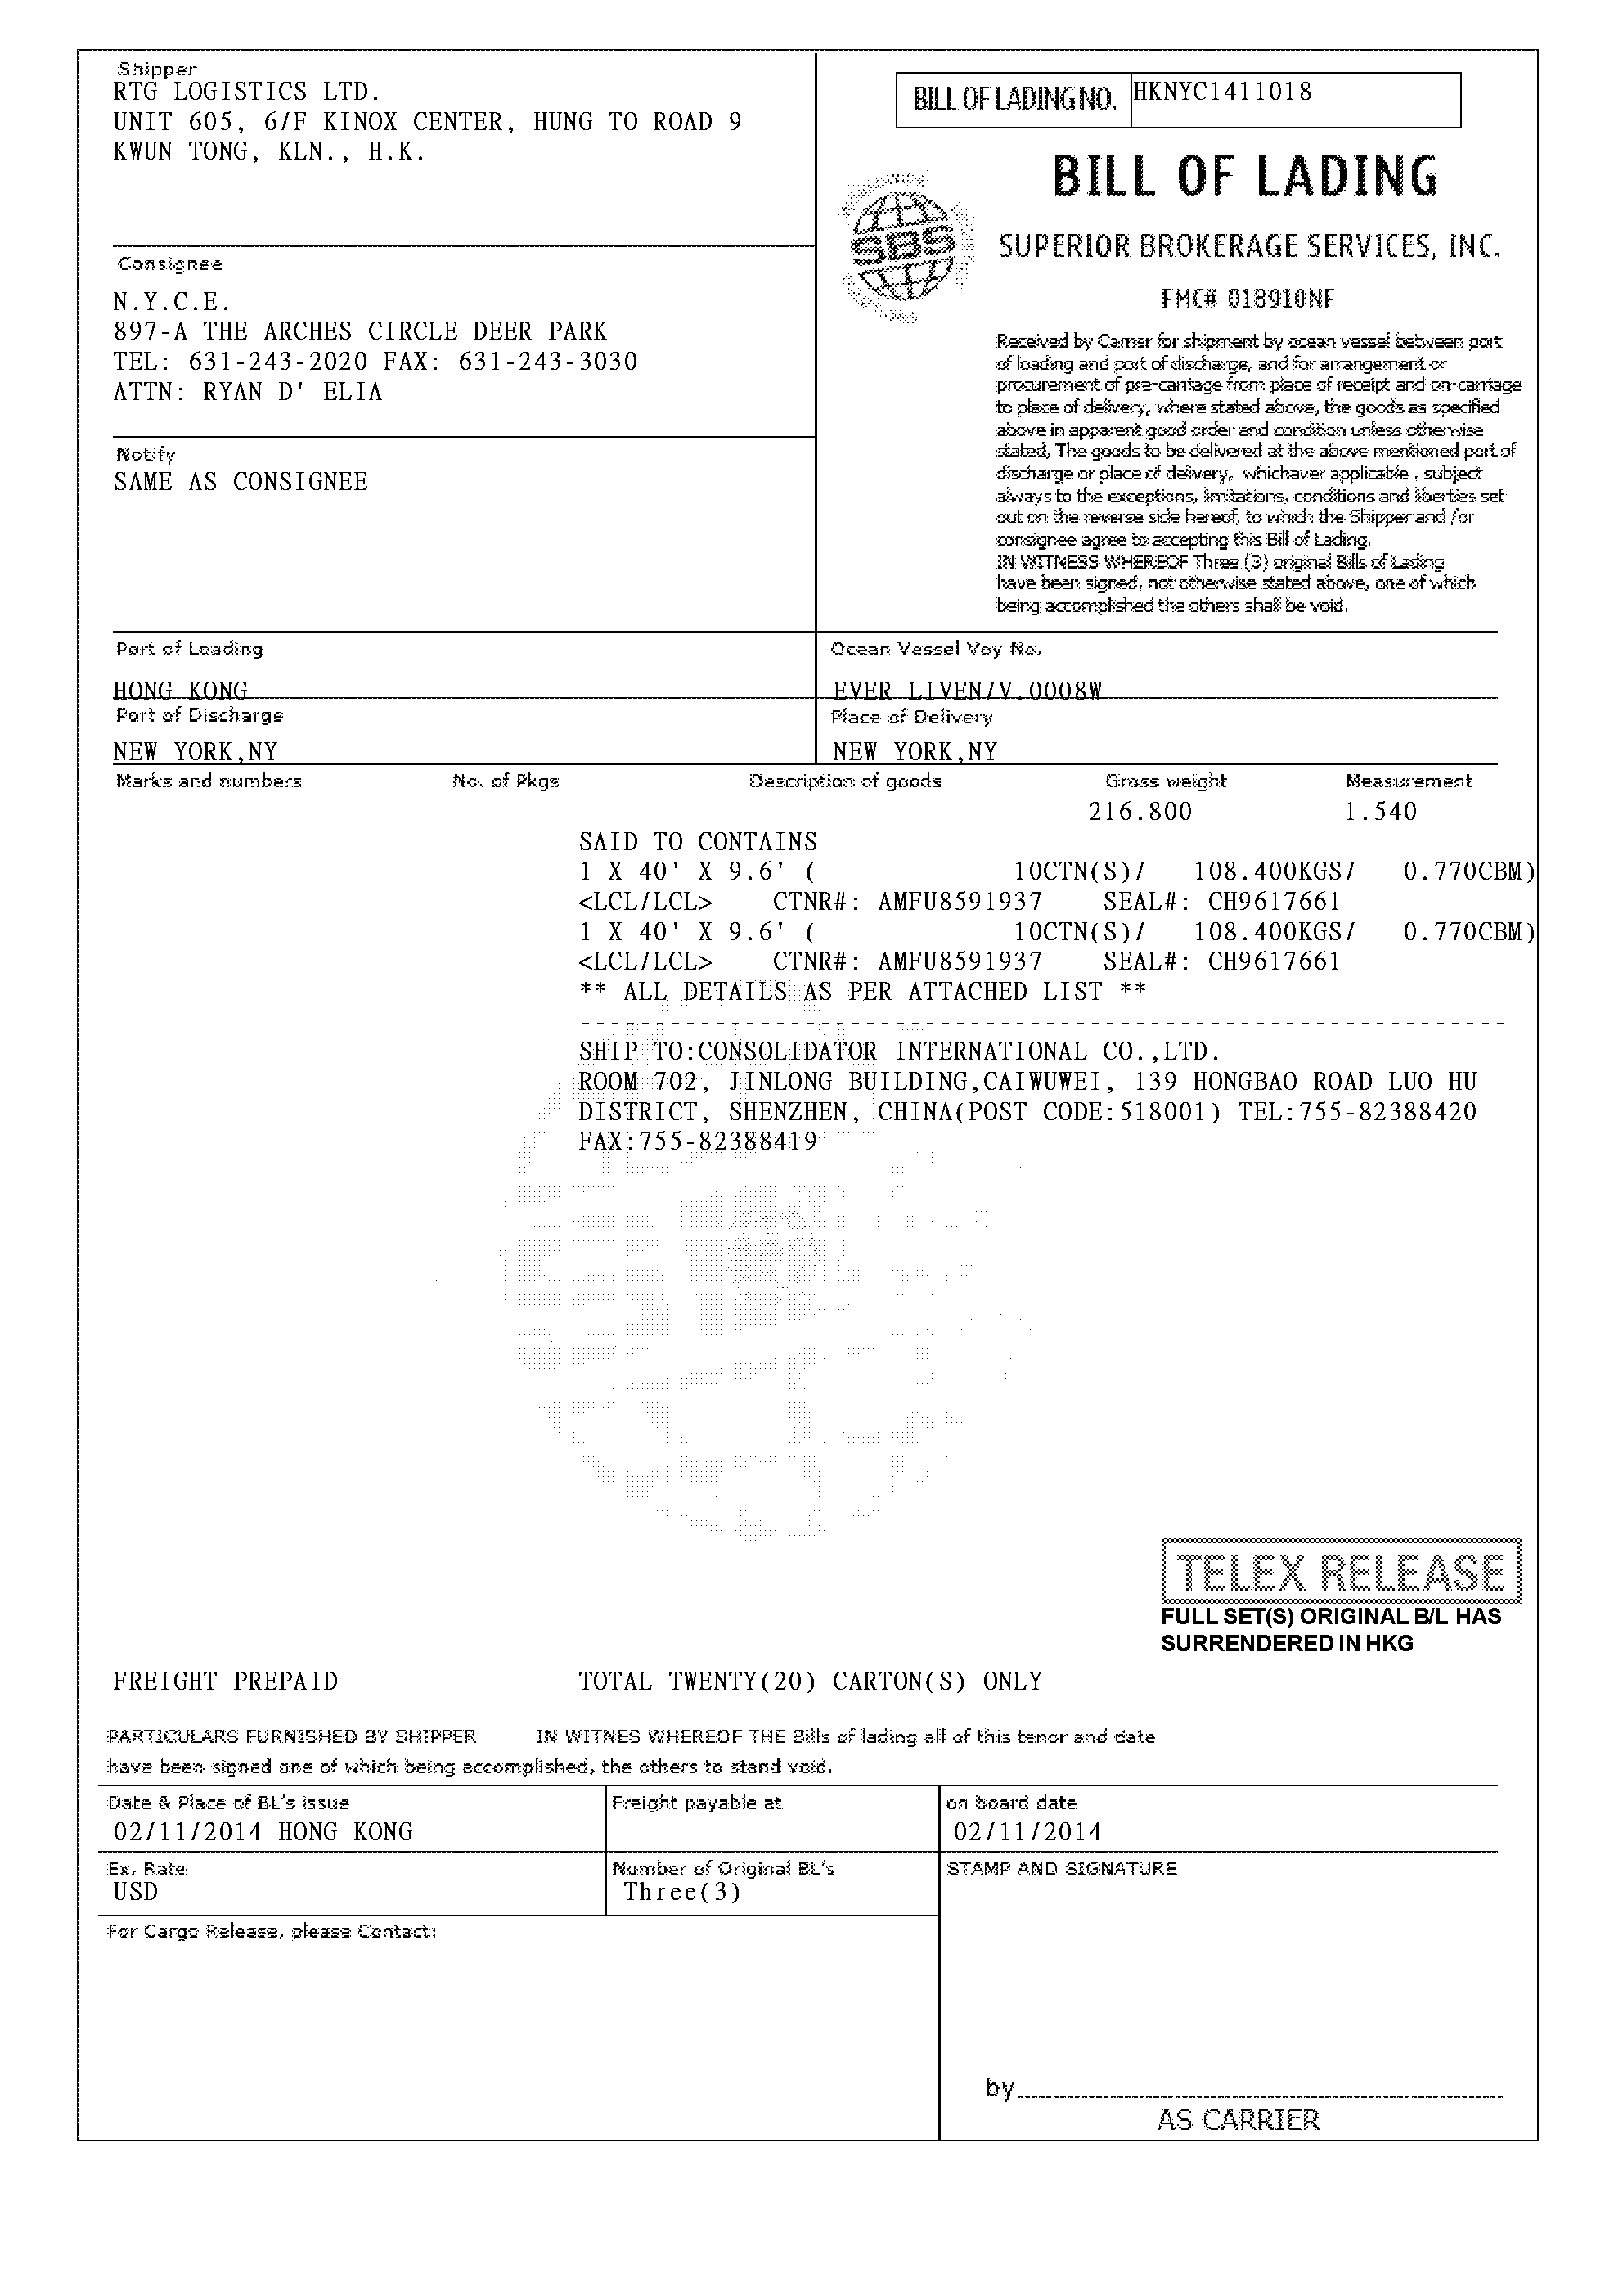 Shipper
RTG LOGISTICS LTD.
UNIT 605, 6/F KINOX CENTER, HUNG TO ROAD 9
KWUN TONG, KLN., H.K.
BILL OF LADING NO. HKNYC1411018
BILL OF LADING
SBS
SUPERIOR BROKERAGE SERVICES, INC.
FMC# 018910NF
Consignee
N.Y.C.E.
897-A THE ARCHES CIRCLE DEER PARK
TEL: 631-243-2020 FAX: 631-243-3030
ATTN: RYAN D' ELIA
Notify
SAME AS CONSIGNEE
Received by Carrier for shipment by ocean vessel between port
of loading and port of discharge, and for arrangement or
procurement of pre-carriage from place of receipt and on-carriage
to place of delivery, where stated above, the goods as specified
above in apparent good order and condition unless otherwise
stated, The goods to be delivered at the above mentioned port of
discharge or place of delivery, whichaver applicable , subject
always to the exceptions, limitations, conditions and liberties set
out on the reverse side hereof, to which the Shipper and /or
consignee agree to accepting this Bill of Lading.
IN WITNESS WHEREOF Three (3) original Bills of Lading
have been signed, not otherwise stated above, one of which
being accomplished the others shall be void.
Port of Loading Ocean Vessel Voy No.
HONG KONG EVER LIVEN/V.0008W
Port of Discharge Place of Delivery
NEW YORK,NY NEW YORK,NY
Marks and numbers No. of Pkgs Description of goods Gross weight Measurement
216.800 1.540
SAID TO CONTAINS
1 X 40' X 9.6' ( 10CTN(S)/ 108.400KGS/ 0.770CBM)
<LCL/LCL> CTNR#: AMFU8591937 SEAL#: CH9617661
1 X 40' X 9.6' ( 10CTN(S)/ 108.400KGS/ 0.770CBM)
<LCL/LCL> CTNR#: AMFU8591937 SEAL#: CH9617661
** ALL DETAILS AS PER ATTACHED LIST **
SHIP TO:CONSOLIDATOR INTERNATIONAL CO.,LTD.
ROOM 702, JINLONG BUILDING,CAIWUWEI, 139 HONGBAO ROAD LUO HU
DISTRICT, SHENZHEN, CHINA(POST CODE:518001) TEL:755-82388420
FAX:755-82388419
TELEX RELEASE
FULL SET(S) ORIGINAL B/L HAS
SURRENDERED IN HKG
FREIGHT PREPAID TOTAL TWENTY(20) CARTON(S) ONLY
PARTICULARS FURNISHED BY SHIPPER IN WITNES WHEREOF THE Bills of lading all of this tenor and date
have been signed one of which being accomplished, the others to stand void.
Date & Place of BL's issue Freight payable at on board date
02/11/2014 HONG KONG 02/11/2014
Ex. Rate Number of Original BL's STAMP AND SIGNATURE
USD Three(3)
For Cargo Release, please Contact:
by
AS CARRIER